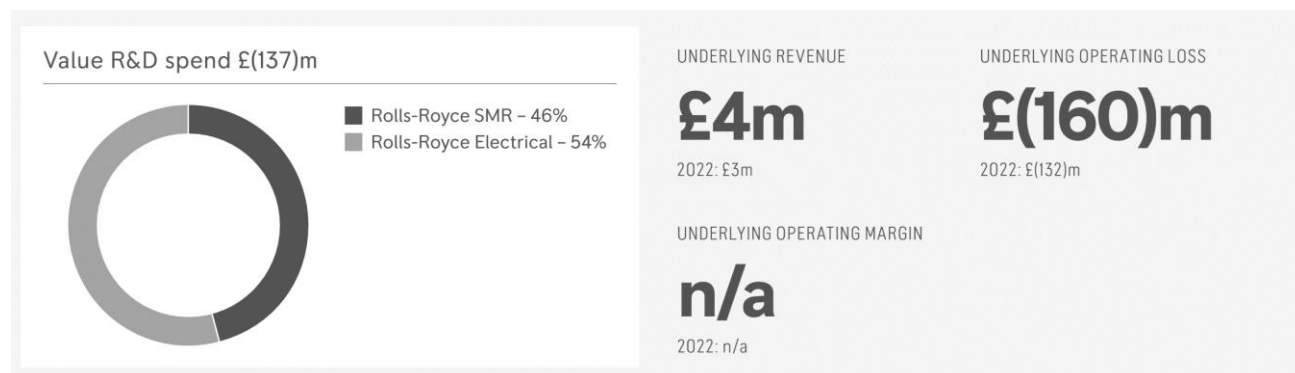 Value R&D spend £(137)m
Rolls-Royce SMR – 46%
Rolls-Royce Electrical – 54%
UNDERLYING REVENUE
£4m
2022: £3m
UNDERLYING OPERATING LOSS
£(160)m
2022: £(132)m
UNDERLYING OPERATING MARGIN
n/a
2022: n/a